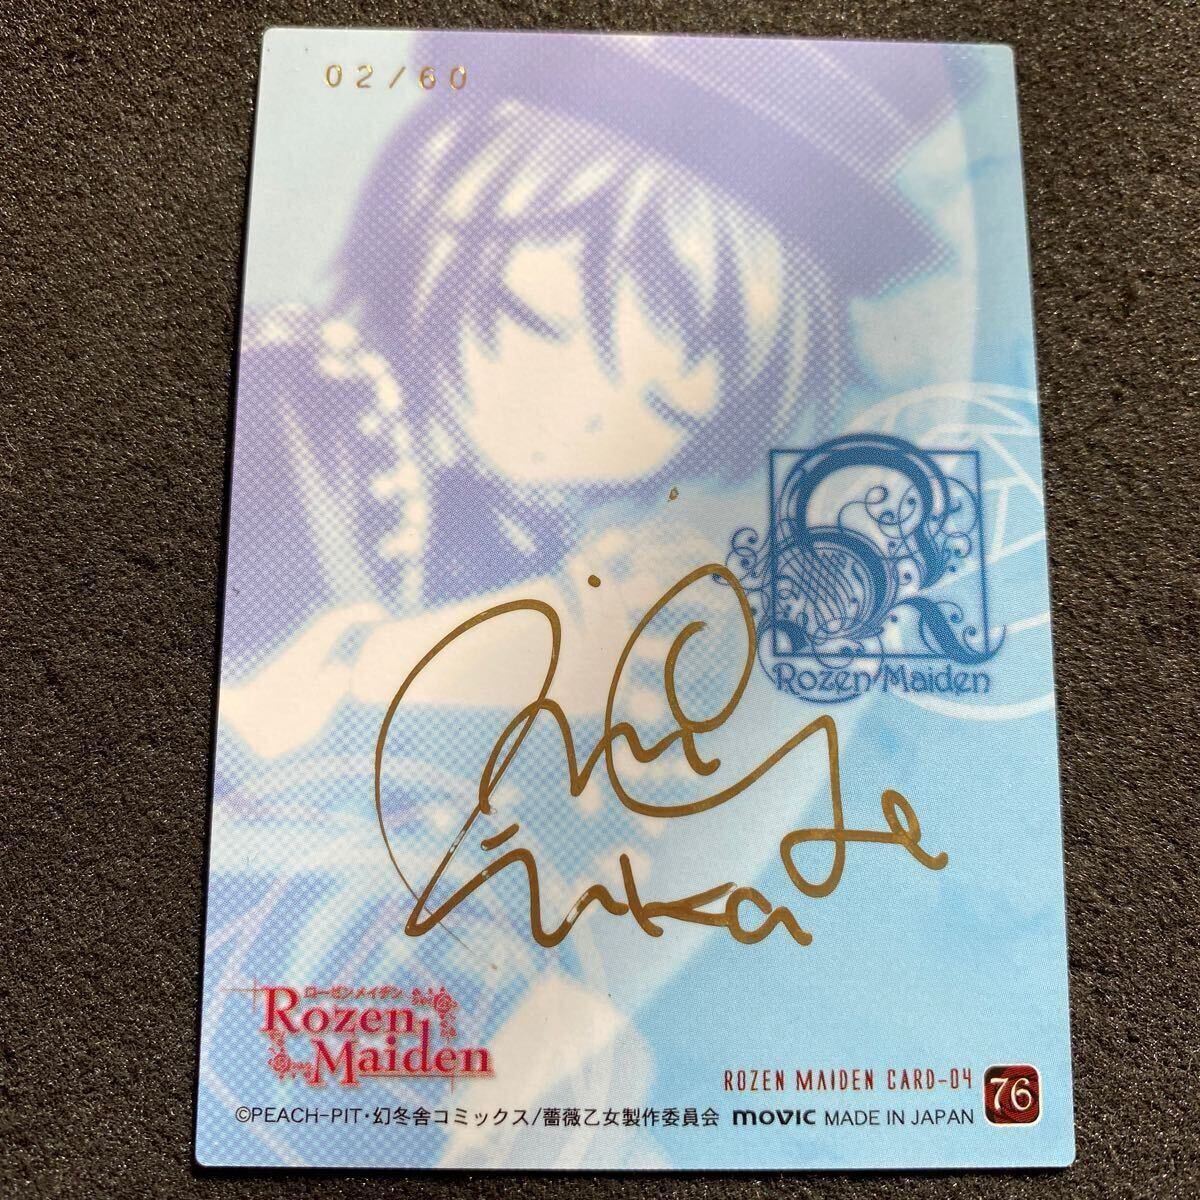 02/60
Rozen Maiden
ローゼンメイデン
Rozen
Maiden
ROZEN MAIDEN CARD-04 76
©PEACH-PIT・幻冬舎コミックス/薔薇乙女製作委員会 movic MADE IN JAPAN